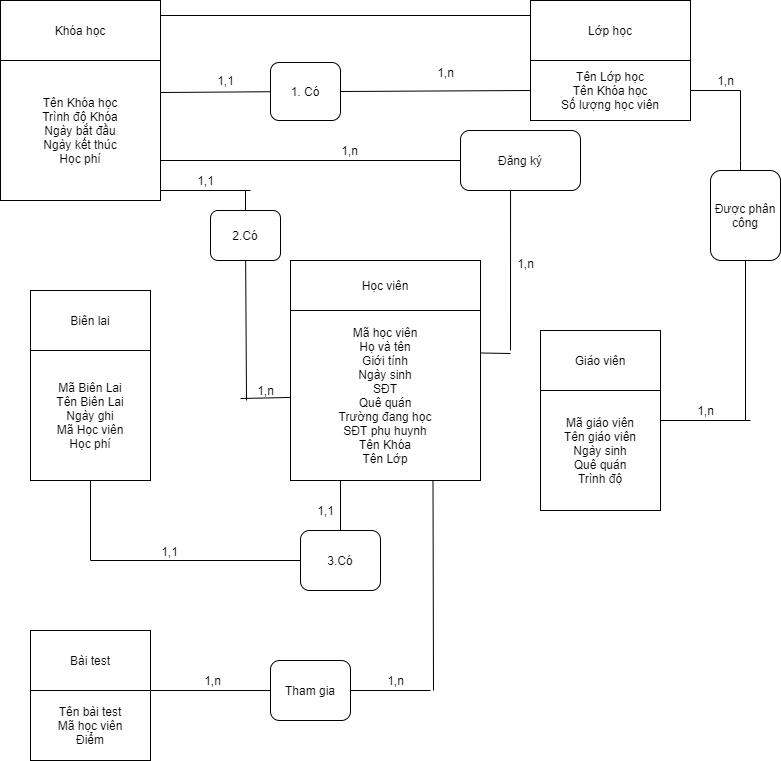 Khóa học
Tên Khóa học
Trình độ Khóa
Ngày bắt đầu
Ngày kết thúc
Học phí
Lớp học
Tên Lớp học
Tên Khóa học
Số lượng học viên
1,1
1. Có
1,n
1,n
1,n
Đăng ký
1,1
2.Có
1,n
Được phân
công
1,n
Học viên
Mã học viên
Họ và tên
Giới tính
Ngày sinh
SĐT
Quê quán
Trường đang học
SĐT phụ huynh
Tên Khóa
Tên Lớp
Biên lai
Mã Biên Lai
Tên Biên Lai
Ngày ghi
Mã Học viên
Học phí
Giáo viên
Mã giáo viên
Tên giáo viên
Ngày sinh
Quê quán
Trình độ
1,n
1,1
1,1
3.Có
Bài test
Tên bài test
Mã học viên
Điểm
1,n
Tham gia
1,n